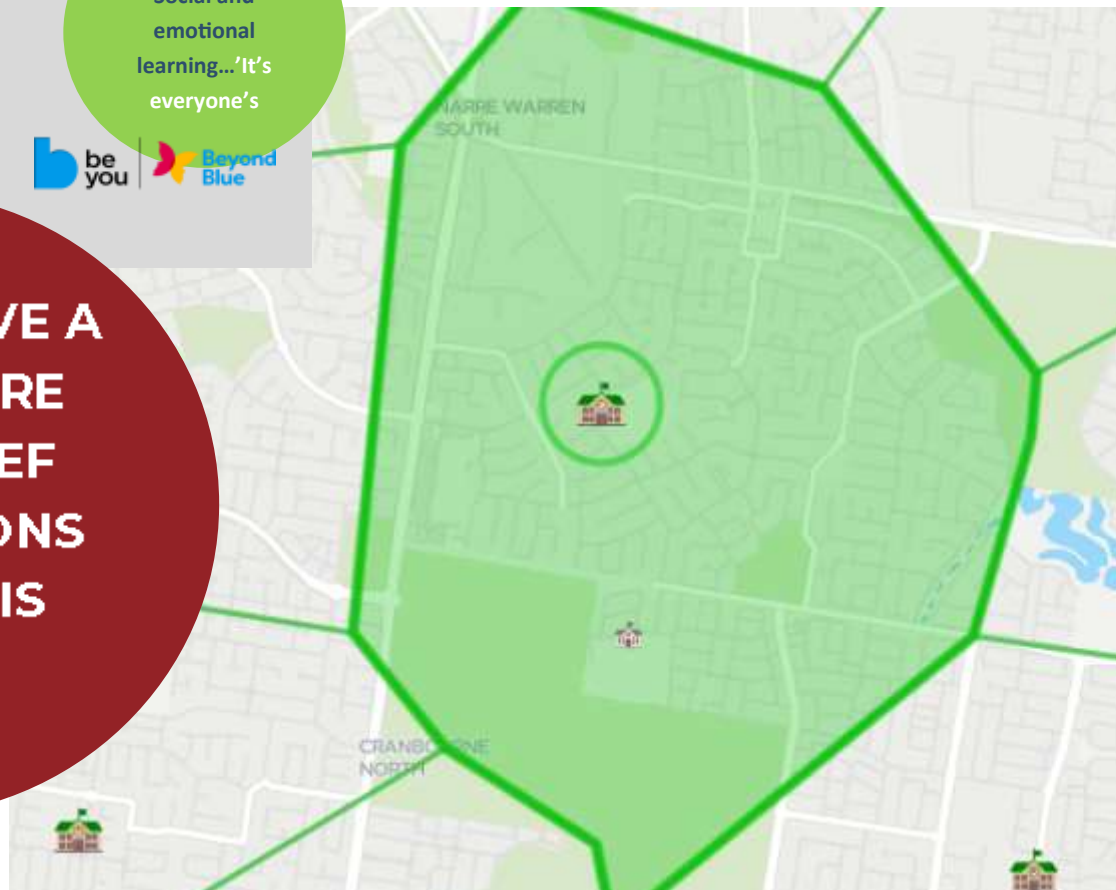 social and
emotional
learning...'It's
everyone's
be
you
Beyond
Blue
VE A
RE
EF
ONS
IS
NARRE WARREN
SOUTH
CRANBOURNE
NORTH